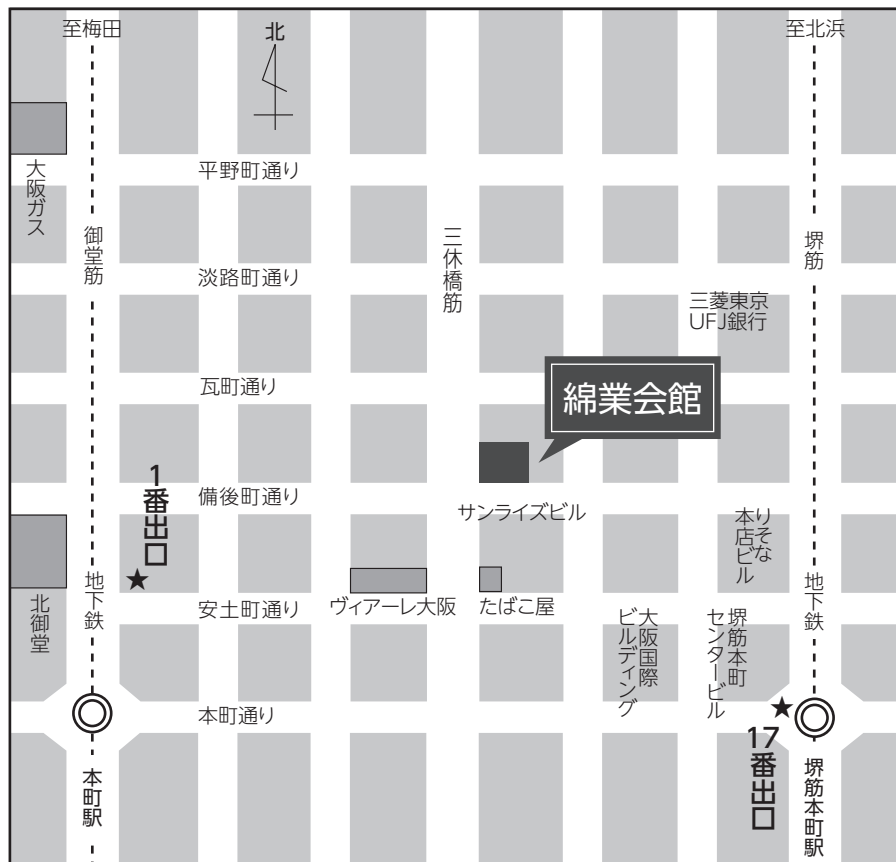 至梅田
北
至北浜
大阪ガス
平野町通り
御堂筋
三休橋筋
堺筋
淡路町通り
三菱東京
UFJ銀行
瓦町通り
綿業会館
1番出口
備後町通り
サンライズビル
りそな
本店ビル
北御堂
地下鉄
安土町通り
ヴィアーレ大阪
たばこ屋
大阪国際
ビルディング
堺筋本町
センタービル
地下鉄
本町通り
17番出口
本町駅
堺筋本町駅